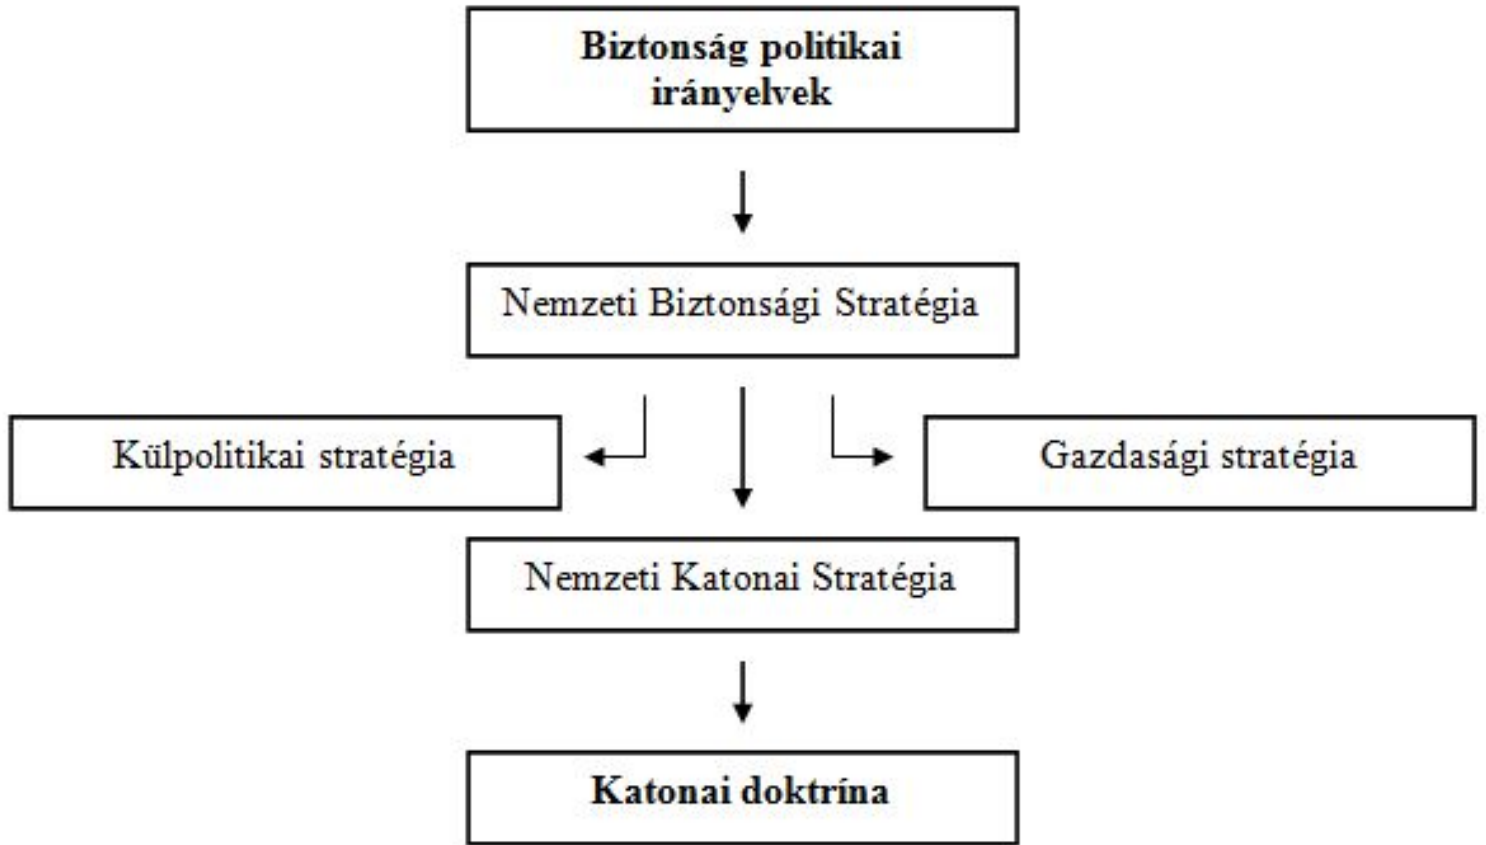 Biztonság politikai
irányelvek
Nemzeti Biztonsági Stratégia
Külpolitikai stratégia
Gazdasági stratégia
Nemzeti Katonai Stratégia
Katonai doktrína